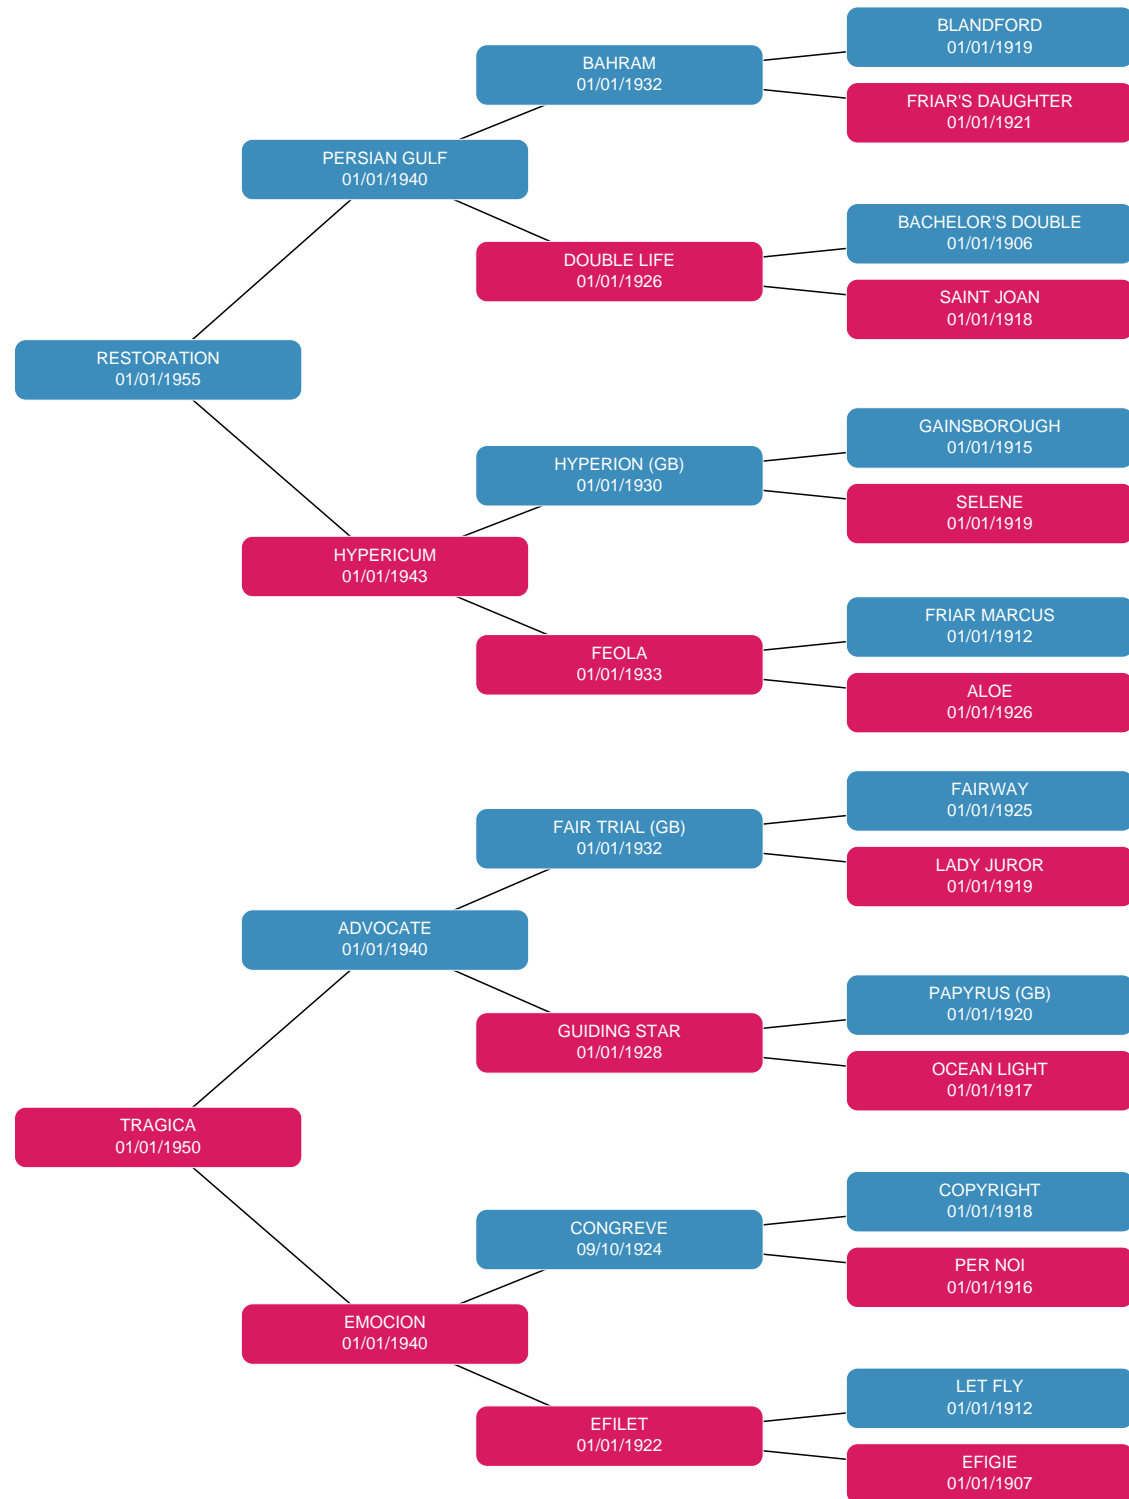 BLANDFORD
01/01/1919
BAHRAM
01/01/1932
FRIAR'S DAUGHTER
01/01/1921
PERSIAN GULF
01/01/1940
BACHELOR'S DOUBLE
01/01/1906
DOUBLE LIFE
01/01/1926
SAINT JOAN
01/01/1918
RESTORATION
01/01/1955
GAINSBOROUGH
01/01/1915
HYPERION (GB)
01/01/1930
SELENE
01/01/1919
HYPERICUM
01/01/1943
FRIAR MARCUS
01/01/1912
FEOLA
01/01/1933
ALOE
01/01/1926
FAIRWAY
01/01/1925
FAIR TRIAL (GB)
01/01/1932
LADY JUROR
01/01/1919
ADVOCATE
01/01/1940
PAPYRUS (GB)
01/01/1920
GUIDING STAR
01/01/1928
OCEAN LIGHT
01/01/1917
TRAGICA
01/01/1950
COPYRIGHT
01/01/1918
CONGREVE
09/10/1924
PER NOI
01/01/1916
EMOCION
01/01/1940
LET FLY
01/01/1912
EFILET
01/01/1922
EFIGIE
01/01/1907